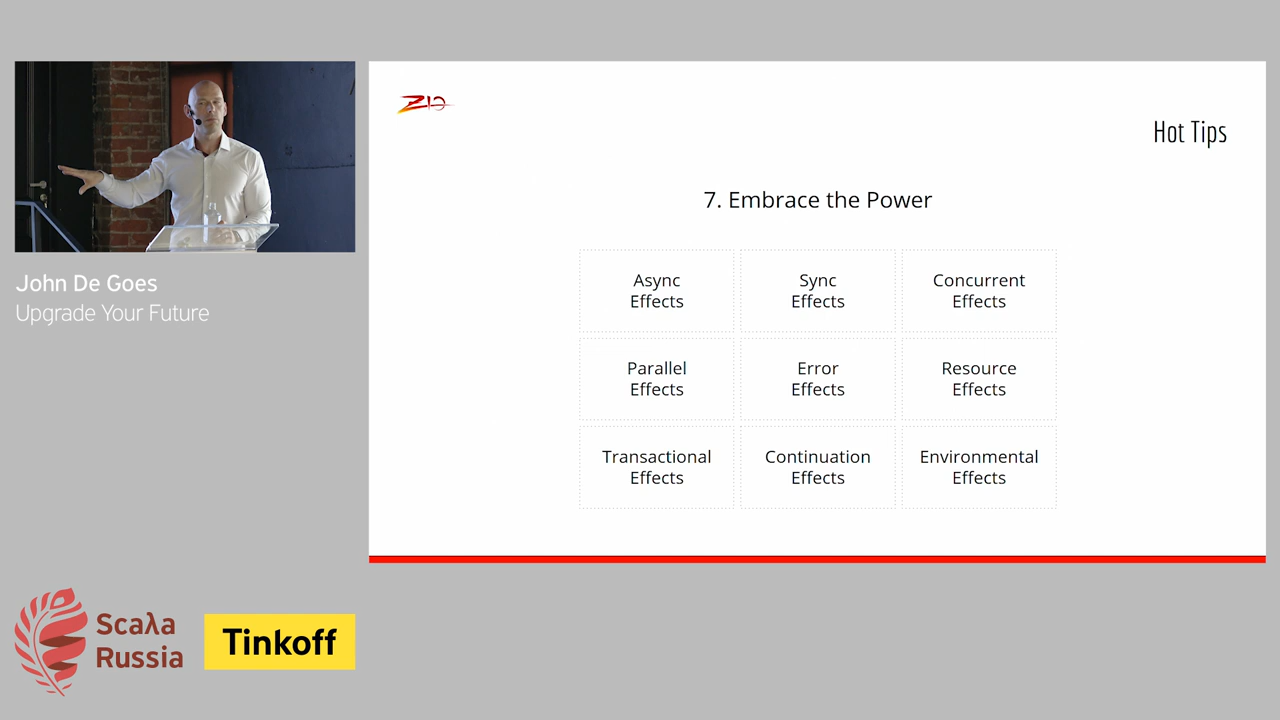 ZIO
Hot Tips
7. Embrace the Power
Async
Effects
Sync
Effects
Concurrent
Effects
Parallel
Effects
Error
Effects
Resource
Effects
Transactional
Effects
Continuation
Effects
Environmental
Effects
John De Goes
Upgrade Your Future
Scaλa
Russia
Tinkoff